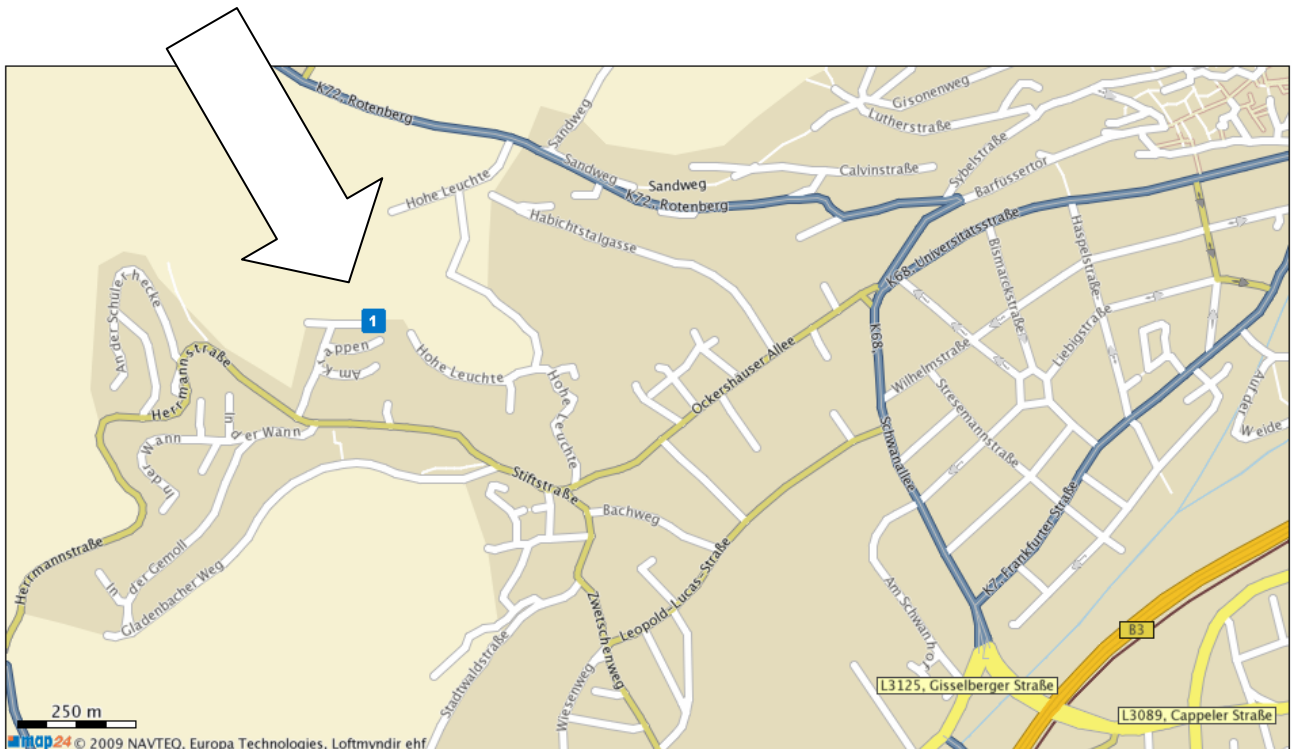 K72, Rotenberg
Gisonenweg
Lutherstraße
Sandweg
Sandweg
Sandweg
Calvinstraße
Sybelstraße
Barfüssertor
Hohe Leuchte
K72, Rotenberg
Habichtstalgasse
K68, Universitätsstraße
Bismarckstraße
Haspelstraße
An der Schülerhecke
1
Am Krappen
Hohe Leuchte
Hohe Leuchte
Herrmannstraße
Ockershäuser Allee
K68,
Schwanallee
Wilhelmstraße
Liebigstraße
Stresemannstraße
Auf der
Weide
In der Wann
In der Wann
Stiftstraße
Bachweg
Herrmannstraße
In der Gemoll
Gladenbacher Weg
Zwetschenweg
Leopold-Lucas-Straße
Stadtwaldstraße
Wiesenweg
Am Schwanhof
K7, Frankfurter Straße
B3
L3125, Gisselberger Straße
L3089, Cappeler Straße
250 m
map24 © 2009 NAVTEQ, Europa Technologies, Loftmyndir ehf